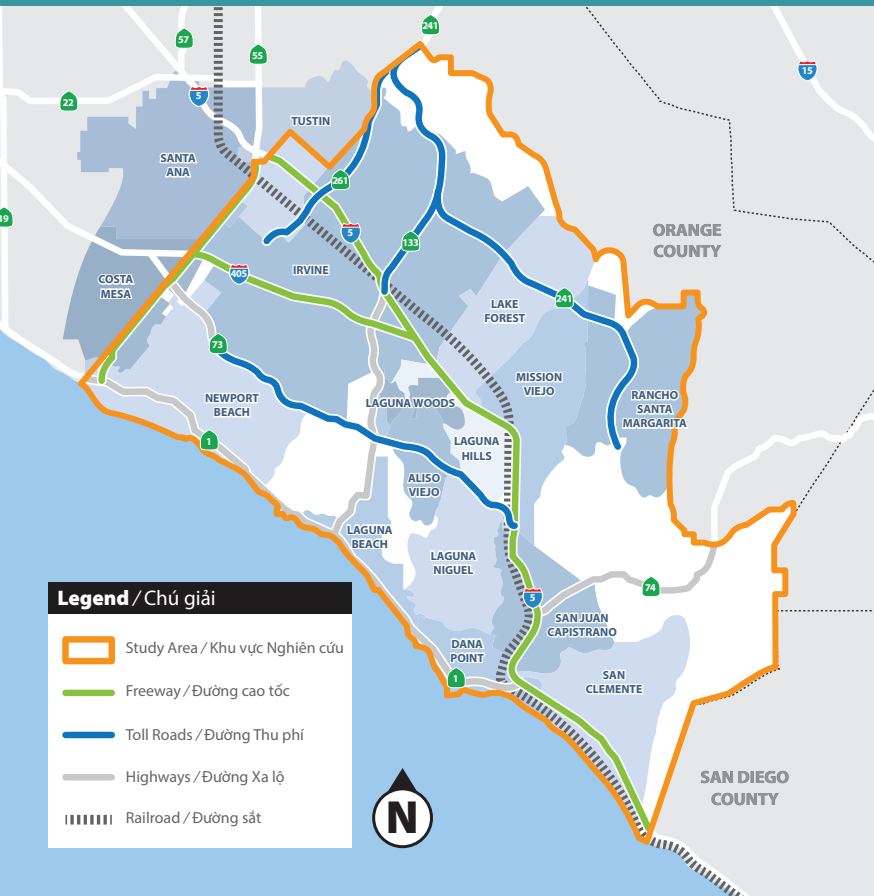 241
57
55
15
5
22
TUSTIN
SANTA
ANA
261
19
5
133
ORANGE
COUNTY
405
IRVINE
COSTA
MESA
LAKE
FOREST
241
73
MISSION
VIEJO
NEWPORT
BEACH
LAGUNA WOODS
RANCHO
SANTA
MARGARITA
1
LAGUNA
HILLS
ALISO
VIEJO
LAGUNA
BEACH
LAGUNA
NIGUEL
74
5
SAN JUAN
CAPISTRANO
DANA
POINT
1
SAN
CLEMENTE
SAN DIEGO
COUNTY
Legend / Chú giải
Study Area / Khu vực Nghiên cứu
Freeway / Đường cao tốc
Toll Roads / Đường Thu phí
Highways / Đường Xa lộ
Railroad / Đường sắt
N